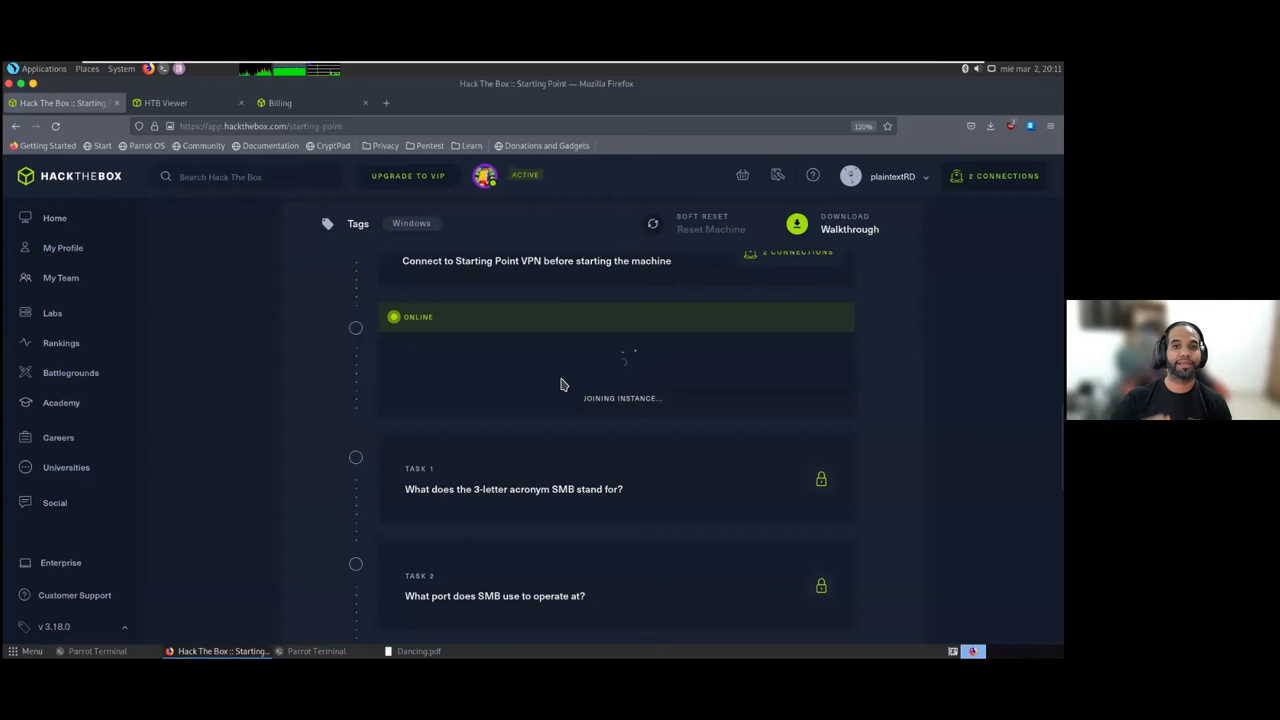 Applications Places System
mié mar 2, 20:11
Hack The Box :: Starting Point — Mozilla Firefox
Hack The Box :: Starting
HTB Viewer
Billing
https://app.hackthebox.com/starting-point
120%
Getting Started
Start
Parrot OS
Community
Documentation
CryptPad
Privacy
Pentest
Learn
Donations and Gadgets
HACKTHEBOX
Search Hack The Box
UPGRADE TO VIP
ACTIVE
plaintextRD
2 CONNECTIONS
Home
My Profile
My Team
Labs
Rankings
Battlegrounds
Academy
Careers
Universities
Social
Enterprise
Customer Support
v 3.18.0
Tags
Windows
SOFT RESET
Reset Machine
DOWNLOAD
Walkthrough
Connect to Starting Point VPN before starting the machine
2 CONNECTIONS
ONLINE
JOINING INSTANCE...
TASK 1
What does the 3-letter acronym SMB stand for?
TASK 2
What port does SMB use to operate at?
Menu
Parrot Terminal
Hack The Box :: Starting...
Parrot Terminal
Dancing.pdf